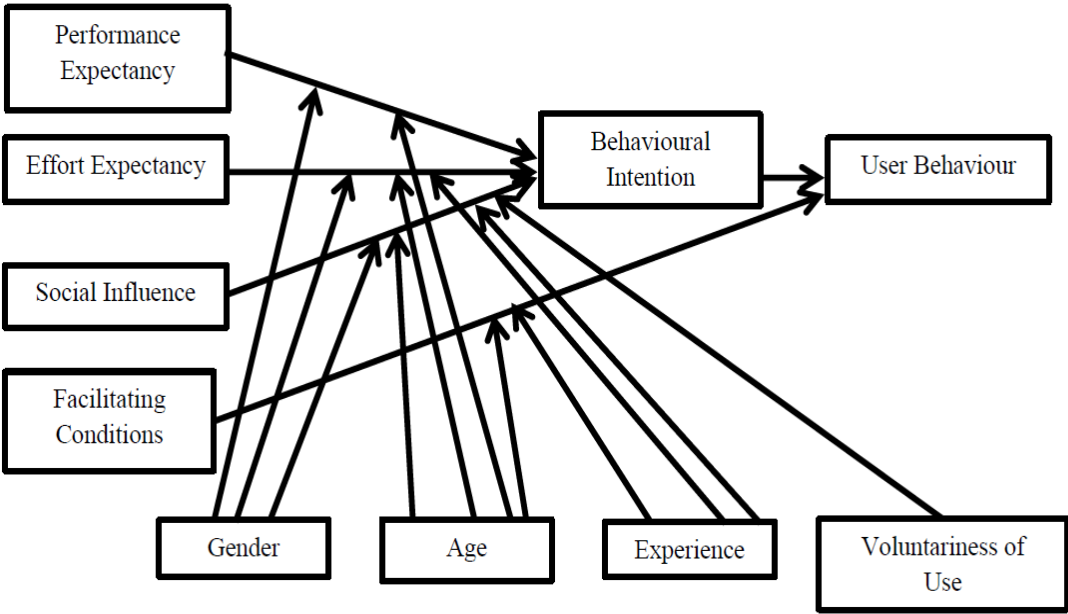 Performance
Expectancy
Effort Expectancy
Behavioural
Intention
User Behaviour
Social Influence
Facilitating
Conditions
Gender
Age
Experience
Voluntariness of
Use